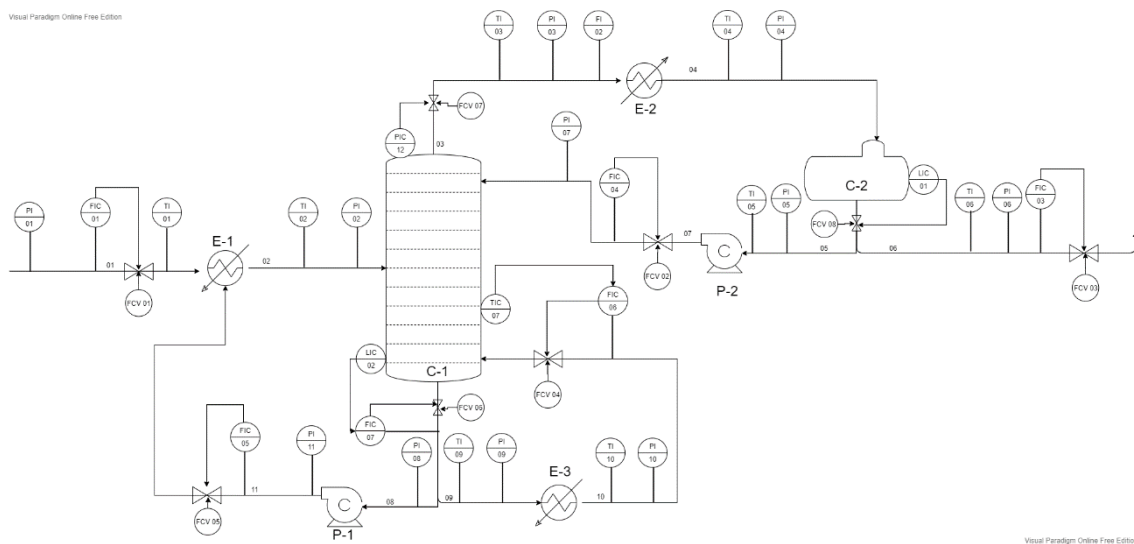 Visual Paradigm Online Free Edition
TI
03
PI
03
FI
02
TI
04
PI
04
E-2
04
FCV 07
PIC
12
03
PI
07
FIC
04
C-2
LIC
01
PI
01
FIC
01
TI
01
TI
02
PI
02
TI
05
PI
05
FCV 08
TI
06
PI
06
FIC
03
E-1
01
02
07
05
06
FCV 01
FCV 02
P-2
FCV 03
TIC
07
FIC
06
LIC
02
C-1
FCV 04
FCV 06
FIC
07
FIC
05
PI
11
PI
08
TI
09
PI
09
E-3
TI
10
PI
10
11
08
09
10
FCV 05
P-1
C
C
Visual Paradigm Online Free Editio